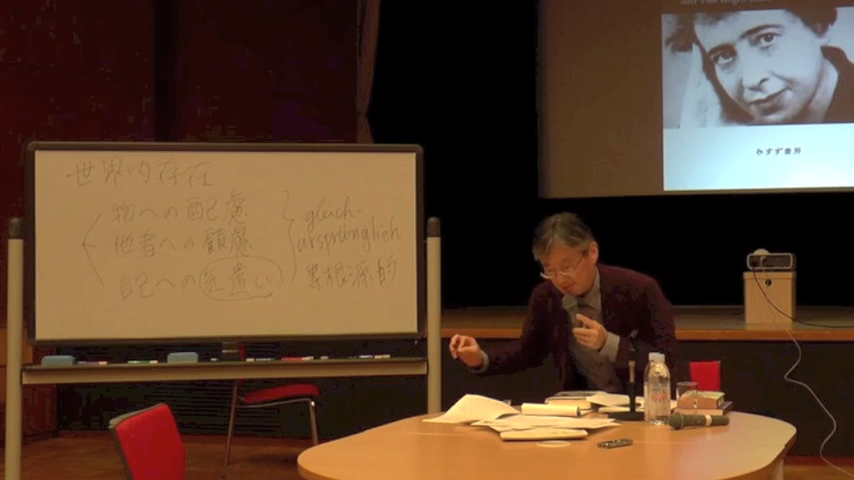 世界内存在
物への配慮
他者への顧慮
自己への気遣い
gleich-
ursprünglich
等根源的
みすず書房